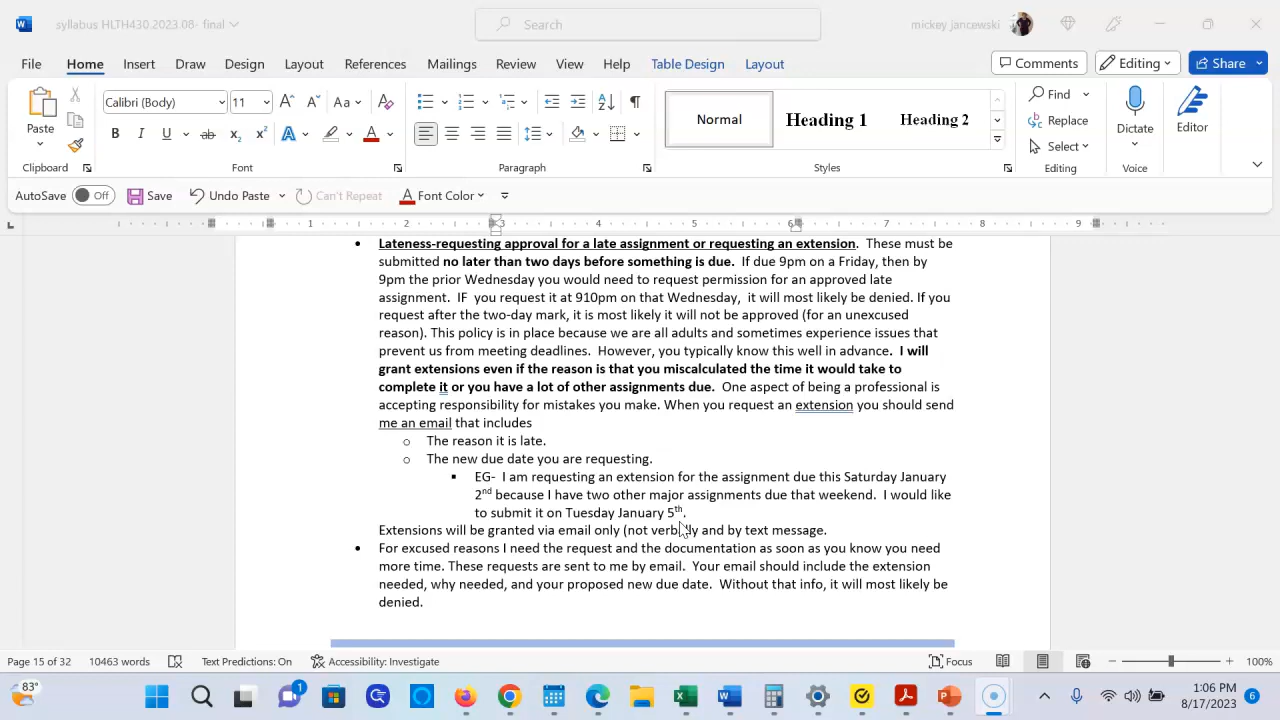 syllabus HLTH430.2023.08- final
Search
mickey jancewski
File Home Insert Draw Design Layout References Mailings Review View Help Table Design Layout
Comments Editing Share
Calibri (Body) 11 Aa
Normal Heading 1 Heading 2
Find
Replace
Select
Paste
Dictate
Editor
B I U ab x₂ x² A A
Clipboard Font Paragraph Styles Editing Voice
AutoSave Off Save Undo Paste Can't Repeat Font Color
1 1 2 3 4 5 6 7 8 9
• Lateness-requesting approval for a late assignment or requesting an extension. These must be
submitted no later than two days before something is due. If due 9pm on a Friday, then by
9pm the prior Wednesday you would need to request permission for an approved late
assignment. IF you request it at 910pm on that Wednesday, it will most likely be denied. If you
request after the two-day mark, it is most likely it will not be approved (for an unexcused
reason). This policy is in place because we are all adults and sometimes experience issues that
prevent us from meeting deadlines. However, you typically know this well in advance. I will
grant extensions even if the reason is that you miscalculated the time it would take to
complete it or you have a lot of other assignments due. One aspect of being a professional is
accepting responsibility for mistakes you make. When you request an extension you should send
me an email that includes
o The reason it is late.
o The new due date you are requesting.
▪ EG- I am requesting an extension for the assignment due this Saturday January
2nd because I have two other major assignments due that weekend. I would like
to submit it on Tuesday January 5th.
Extensions will be granted via email only (not verbally and by text message.
• For excused reasons I need the request and the documentation as soon as you know you need
more time. These requests are sent to me by email. Your email should include the extension
needed, why needed, and your proposed new due date. Without that info, it will most likely be
denied.
Page 15 of 32 10463 words Text Predictions: On Accessibility: Investigate Focus 100%
83°
1
1:06 PM
8/17/2023
6